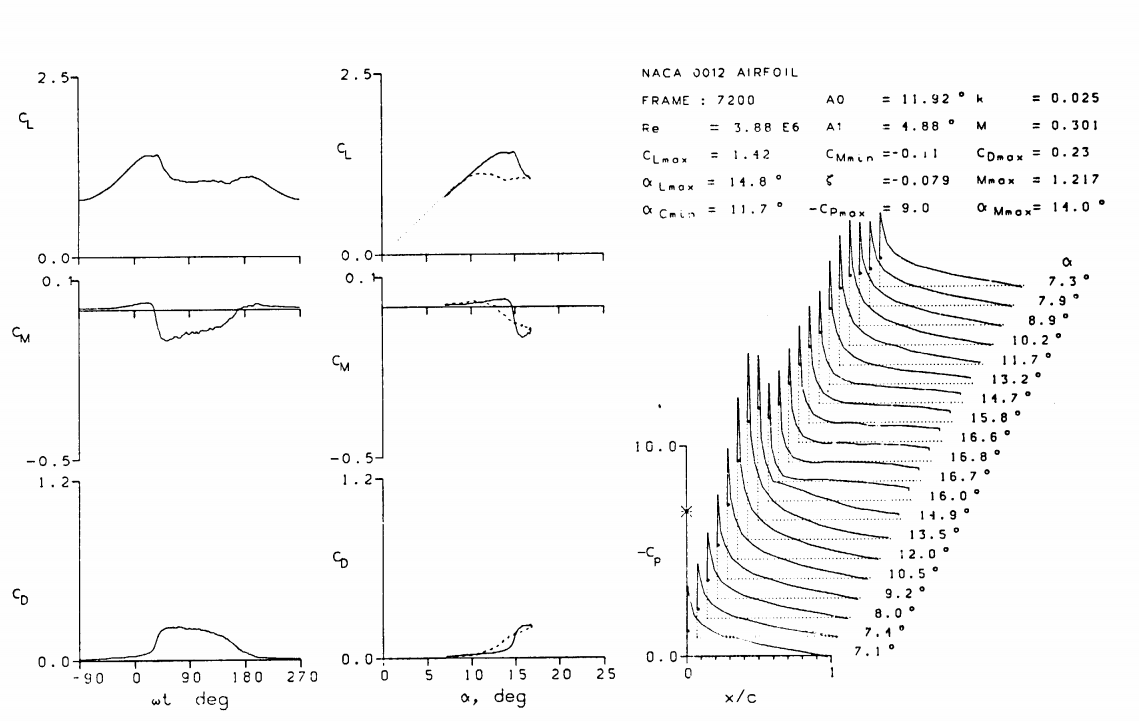 NACA 0012 AIRFOIL
FRAME : 7200 A0 = 11.92 ° k = 0.025
Re = 3.88 E6 A1 = 4.88 ° M = 0.301
CLmax = 1.42 CMmin =-0.11 CDmax = 0.23
αLmax = 14.8 ° ζ =-0.079 Mmax = 1.217
αCmin = 11.7 ° -CPmax = 9.0 αMmax= 14.0 °
2.5
CL
0.0
0.1
CM
-0.5
1.2
CD
0.0
-90 0 90 180 270
ωt deg
2.5
CL
0.0
0.1
CM
-0.5
1.2
CD
0.0
0 5 10 15 20 25
α, deg
α
7.3 °
7.9 °
8.9 °
10.2 °
11.7 °
13.2 °
14.7 °
15.8 °
16.6 °
16.8 °
16.7 °
16.0 °
14.9 °
13.5 °
12.0 °
10.5 °
9.2 °
8.0 °
7.4 °
7.1 °
10.0
-Cp
0.0
0 1
x/c